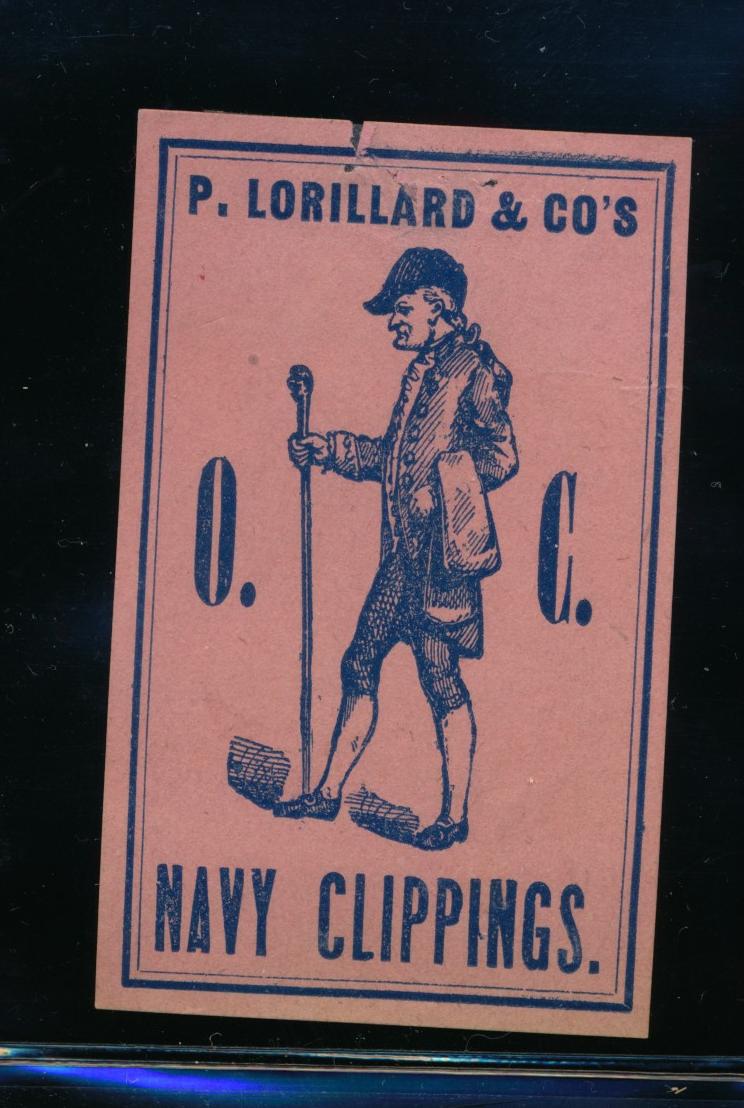 P. LORILLARD & CO'S
O. C.
NAVY CLIPPINGS.